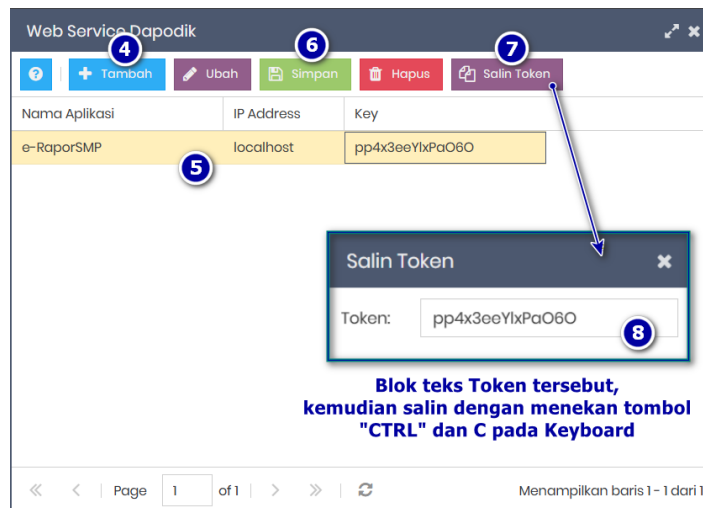 Web Service Dapodik
4
6
7
Tambah
Ubah
Simpan
Hapus
Salin Token
Nama Aplikasi
IP Address
Key
e-RaporSMP
localhost
pp4x3eeYlxPaO6O
5
Salin Token
Token:
pp4x3eeYlxPaO6O
8
Blok teks Token tersebut,
kemudian salin dengan menekan tombol
"CTRL" dan C pada Keyboard
Page 1 of 1
Menampilkan baris 1 - 1 dari 1